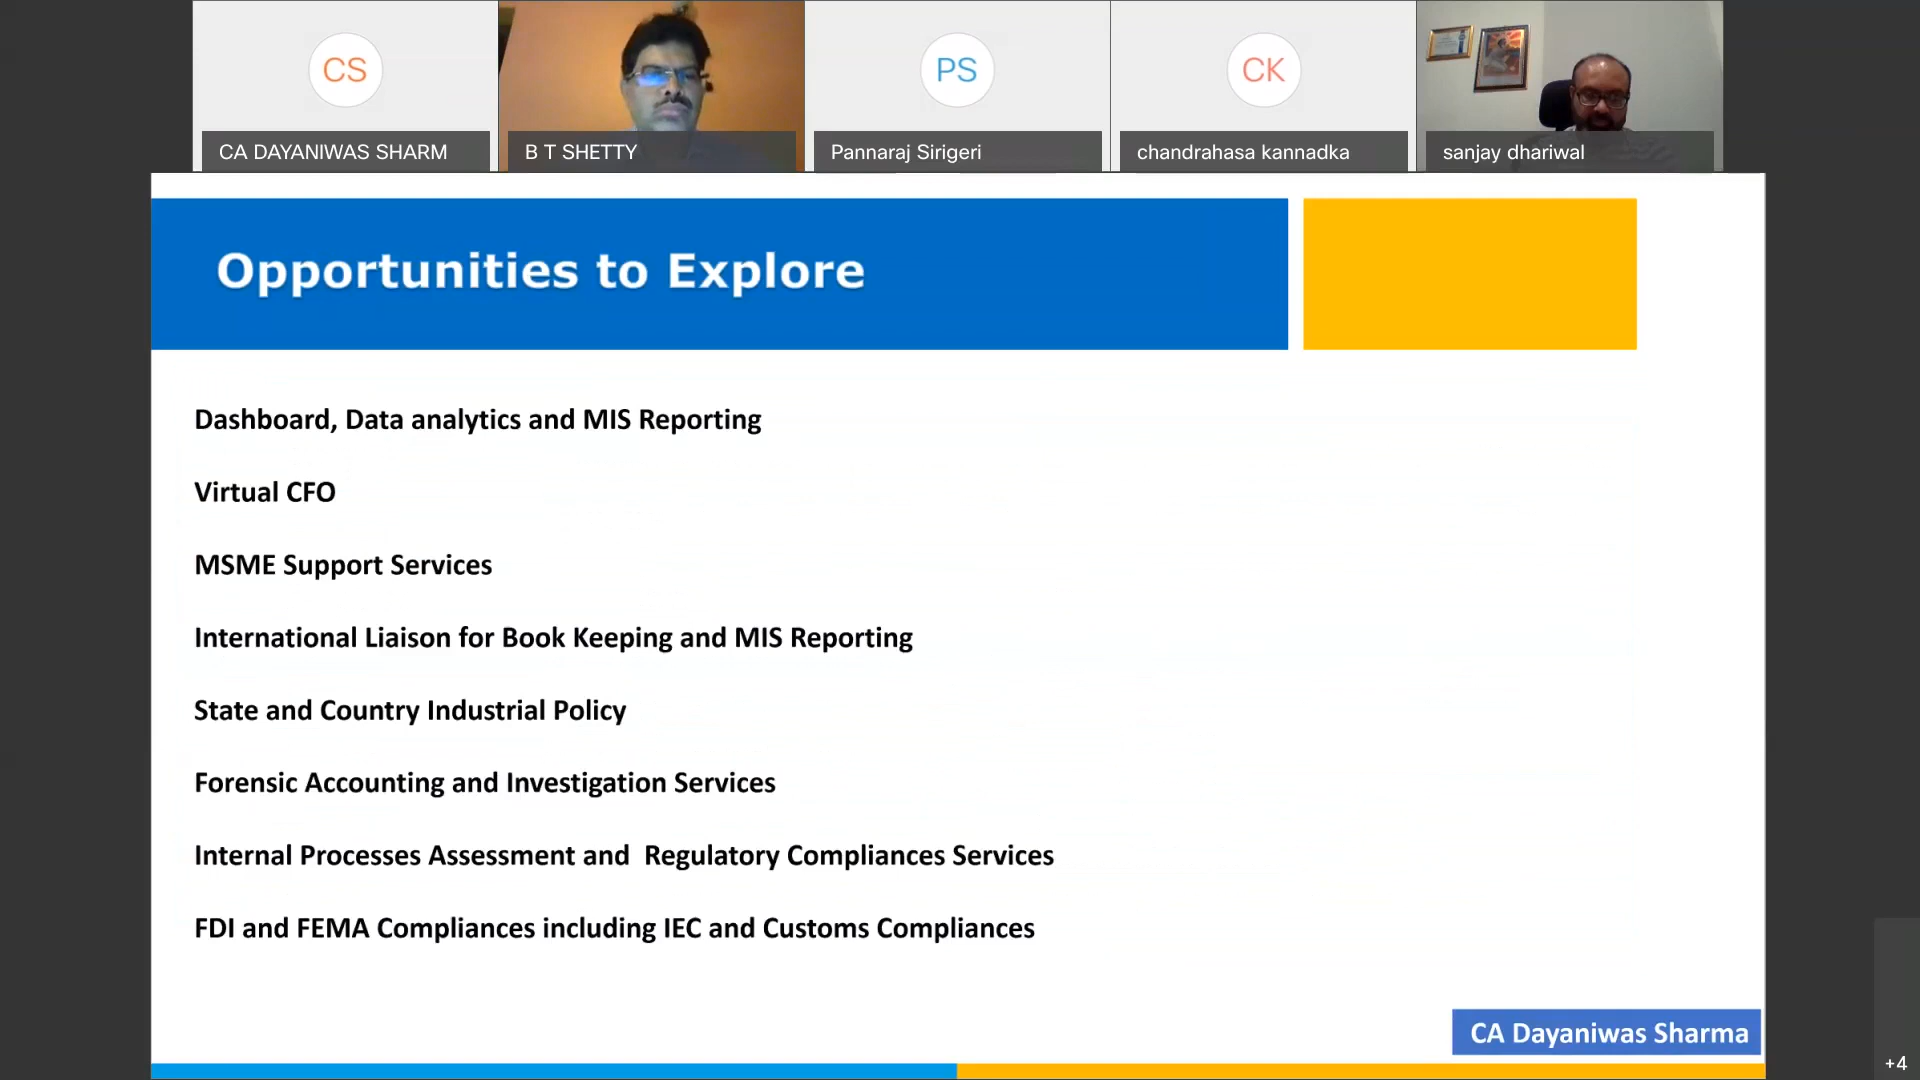 CS
PS
CK
CA DAYANIWAS SHARM
B T SHETTY
Pannaraj Sirigeri
chandrahasa kannadka
sanjay dhariwal
Opportunities to Explore
Dashboard, Data analytics and MIS Reporting
Virtual CFO
MSME Support Services
International Liaison for Book Keeping and MIS Reporting
State and Country Industrial Policy
Forensic Accounting and Investigation Services
Internal Processes Assessment and  Regulatory Compliances Services
FDI and FEMA Compliances including IEC and Customs Compliances
CA Dayaniwas Sharma
+4